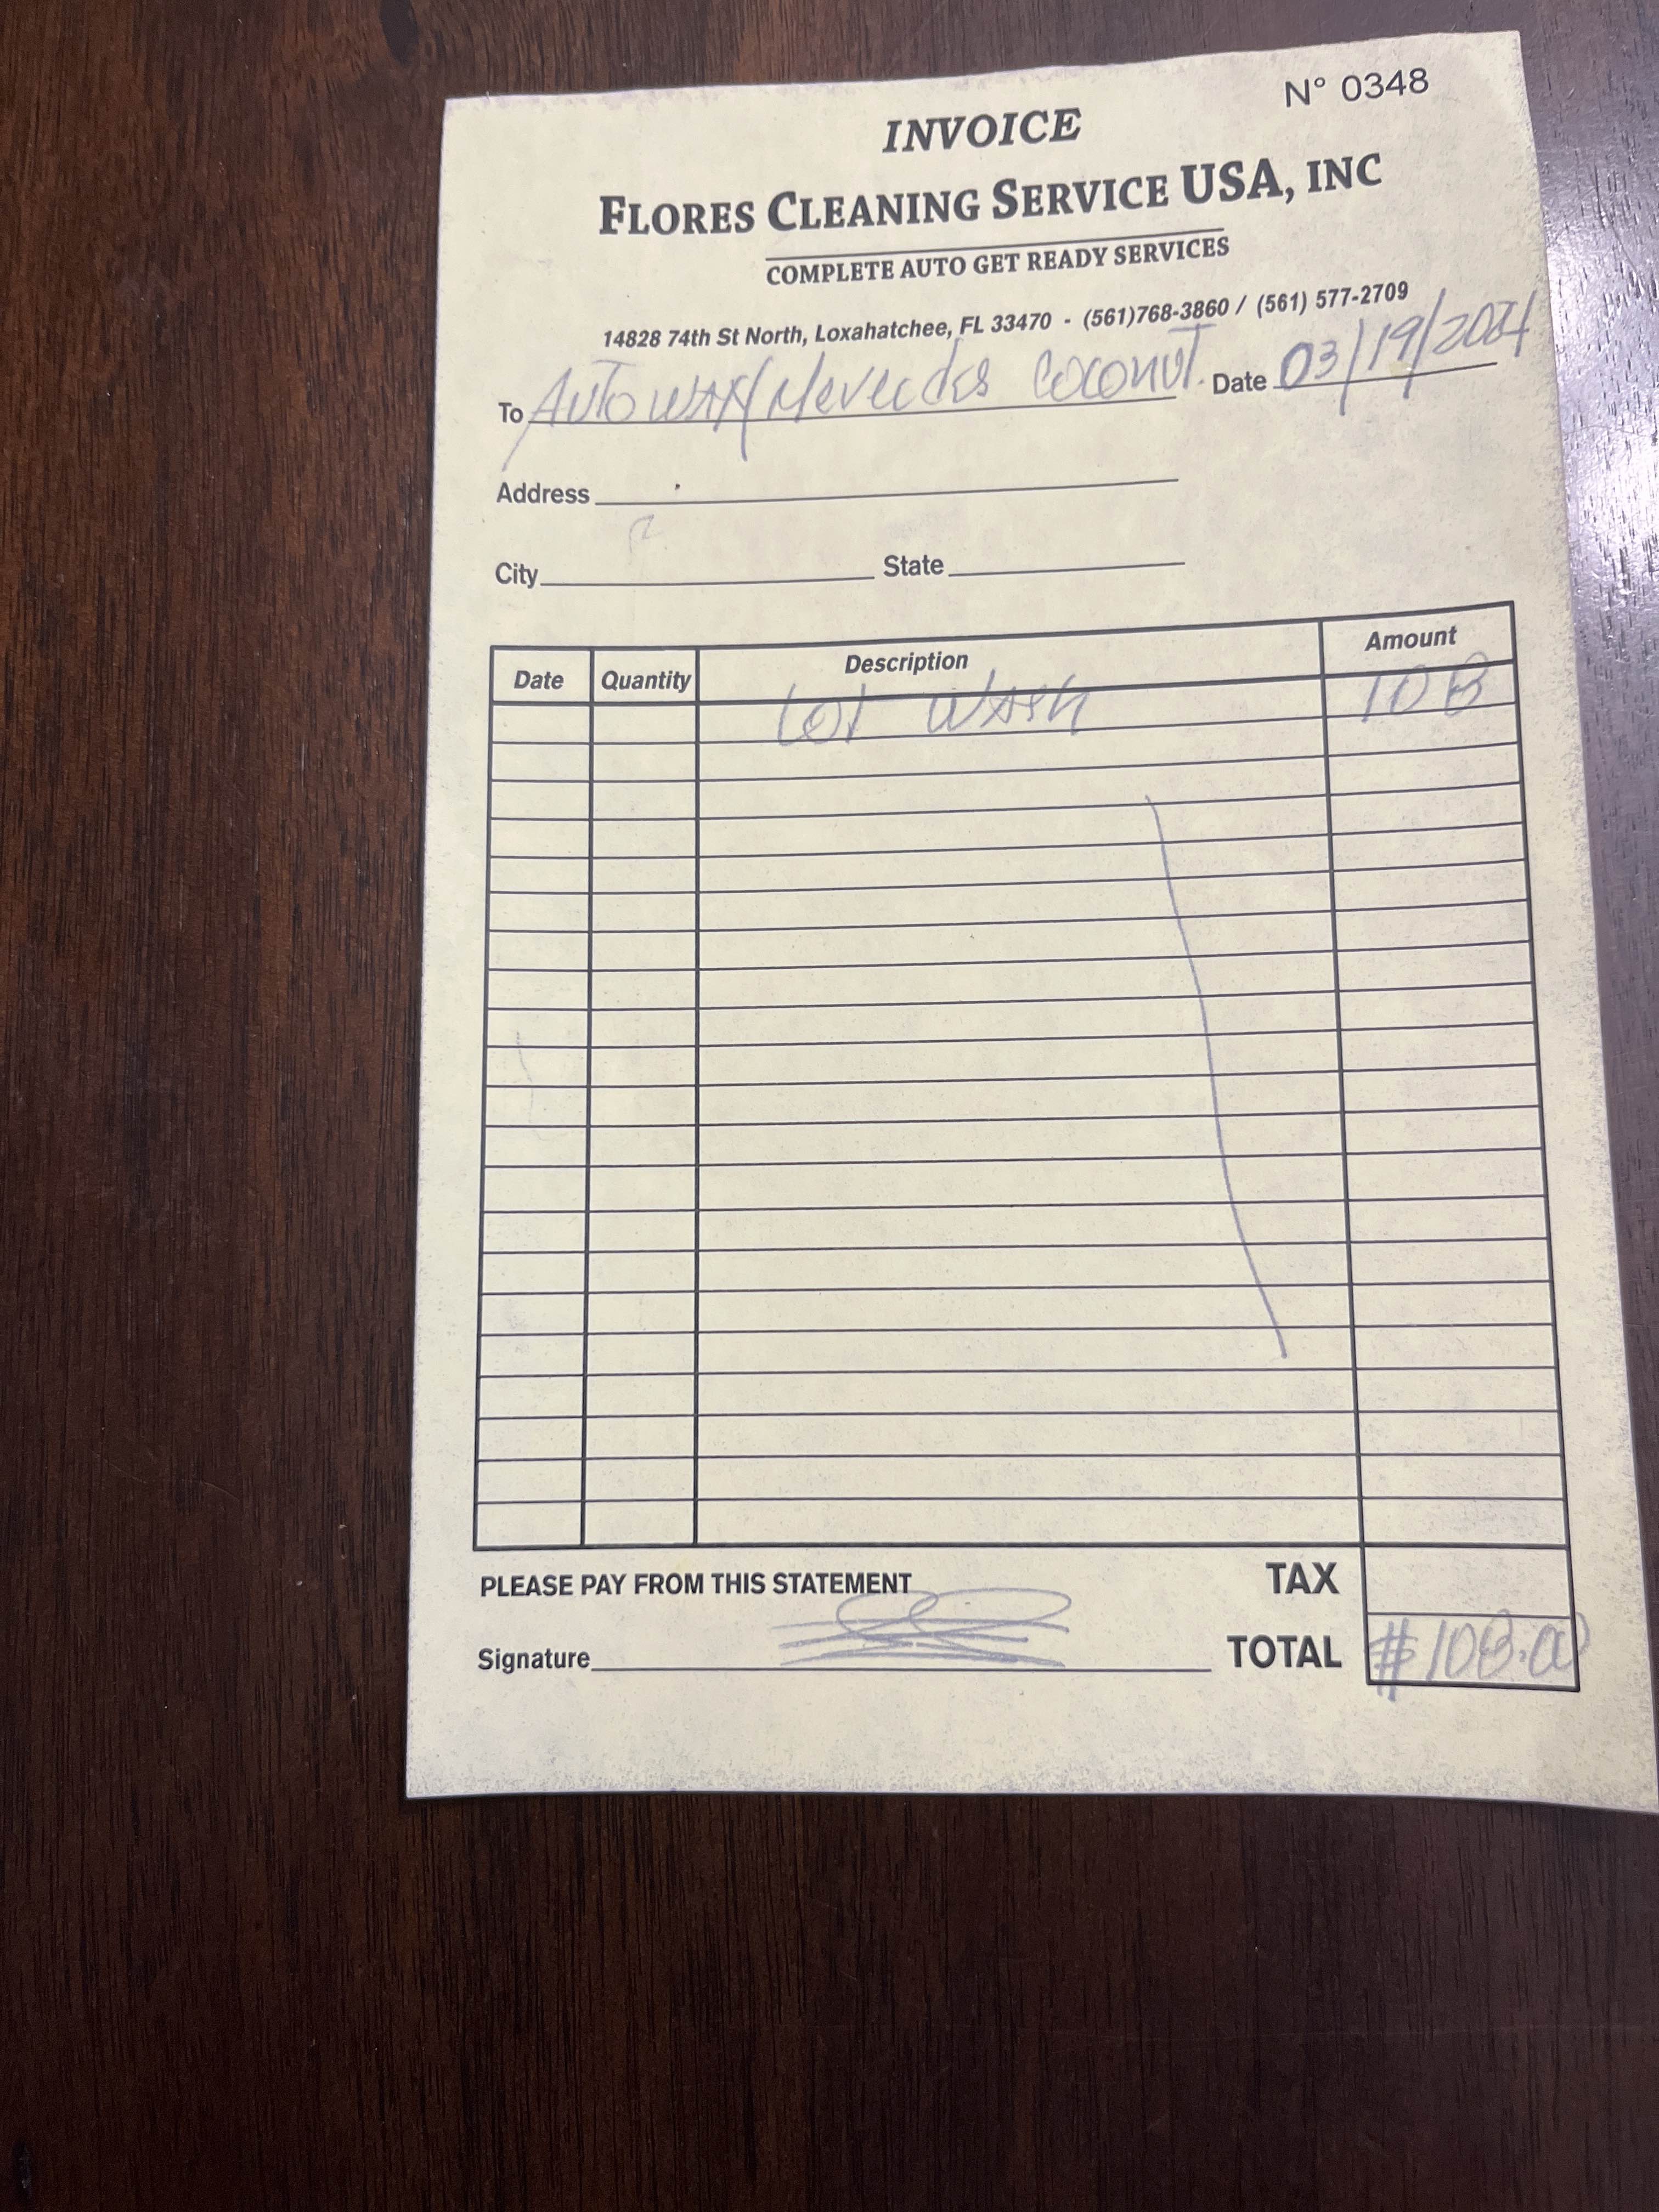 N° 0348
INVOICE
FLORES CLEANING SERVICE USA, INC
COMPLETE AUTO GET READY SERVICES
14828 74th St North, Loxahatchee, FL 33470 - (561)768-3860 / (561) 577-2709
To Coconut. Date 03/19/2024
Address
City State
Date Quantity Description Amount
Lot Wash 108
PLEASE PAY FROM THIS STATEMENT TAX
Signature TOTAL $108.00